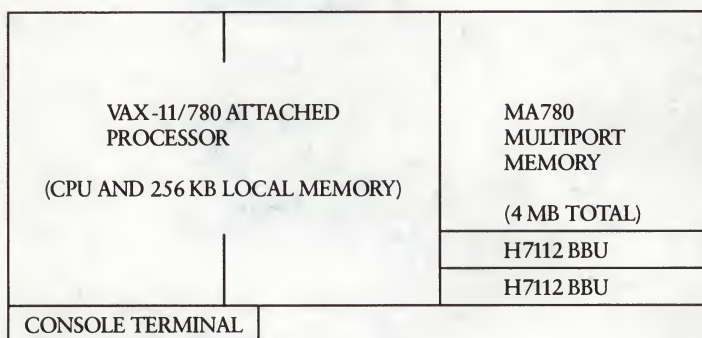 VAX-11/780 ATTACHED
PROCESSOR
(CPU AND 256 KB LOCAL MEMORY)
MA780
MULTIPORT
MEMORY
(4 MB TOTAL)
H7112 BBU
H7112 BBU
CONSOLE TERMINAL